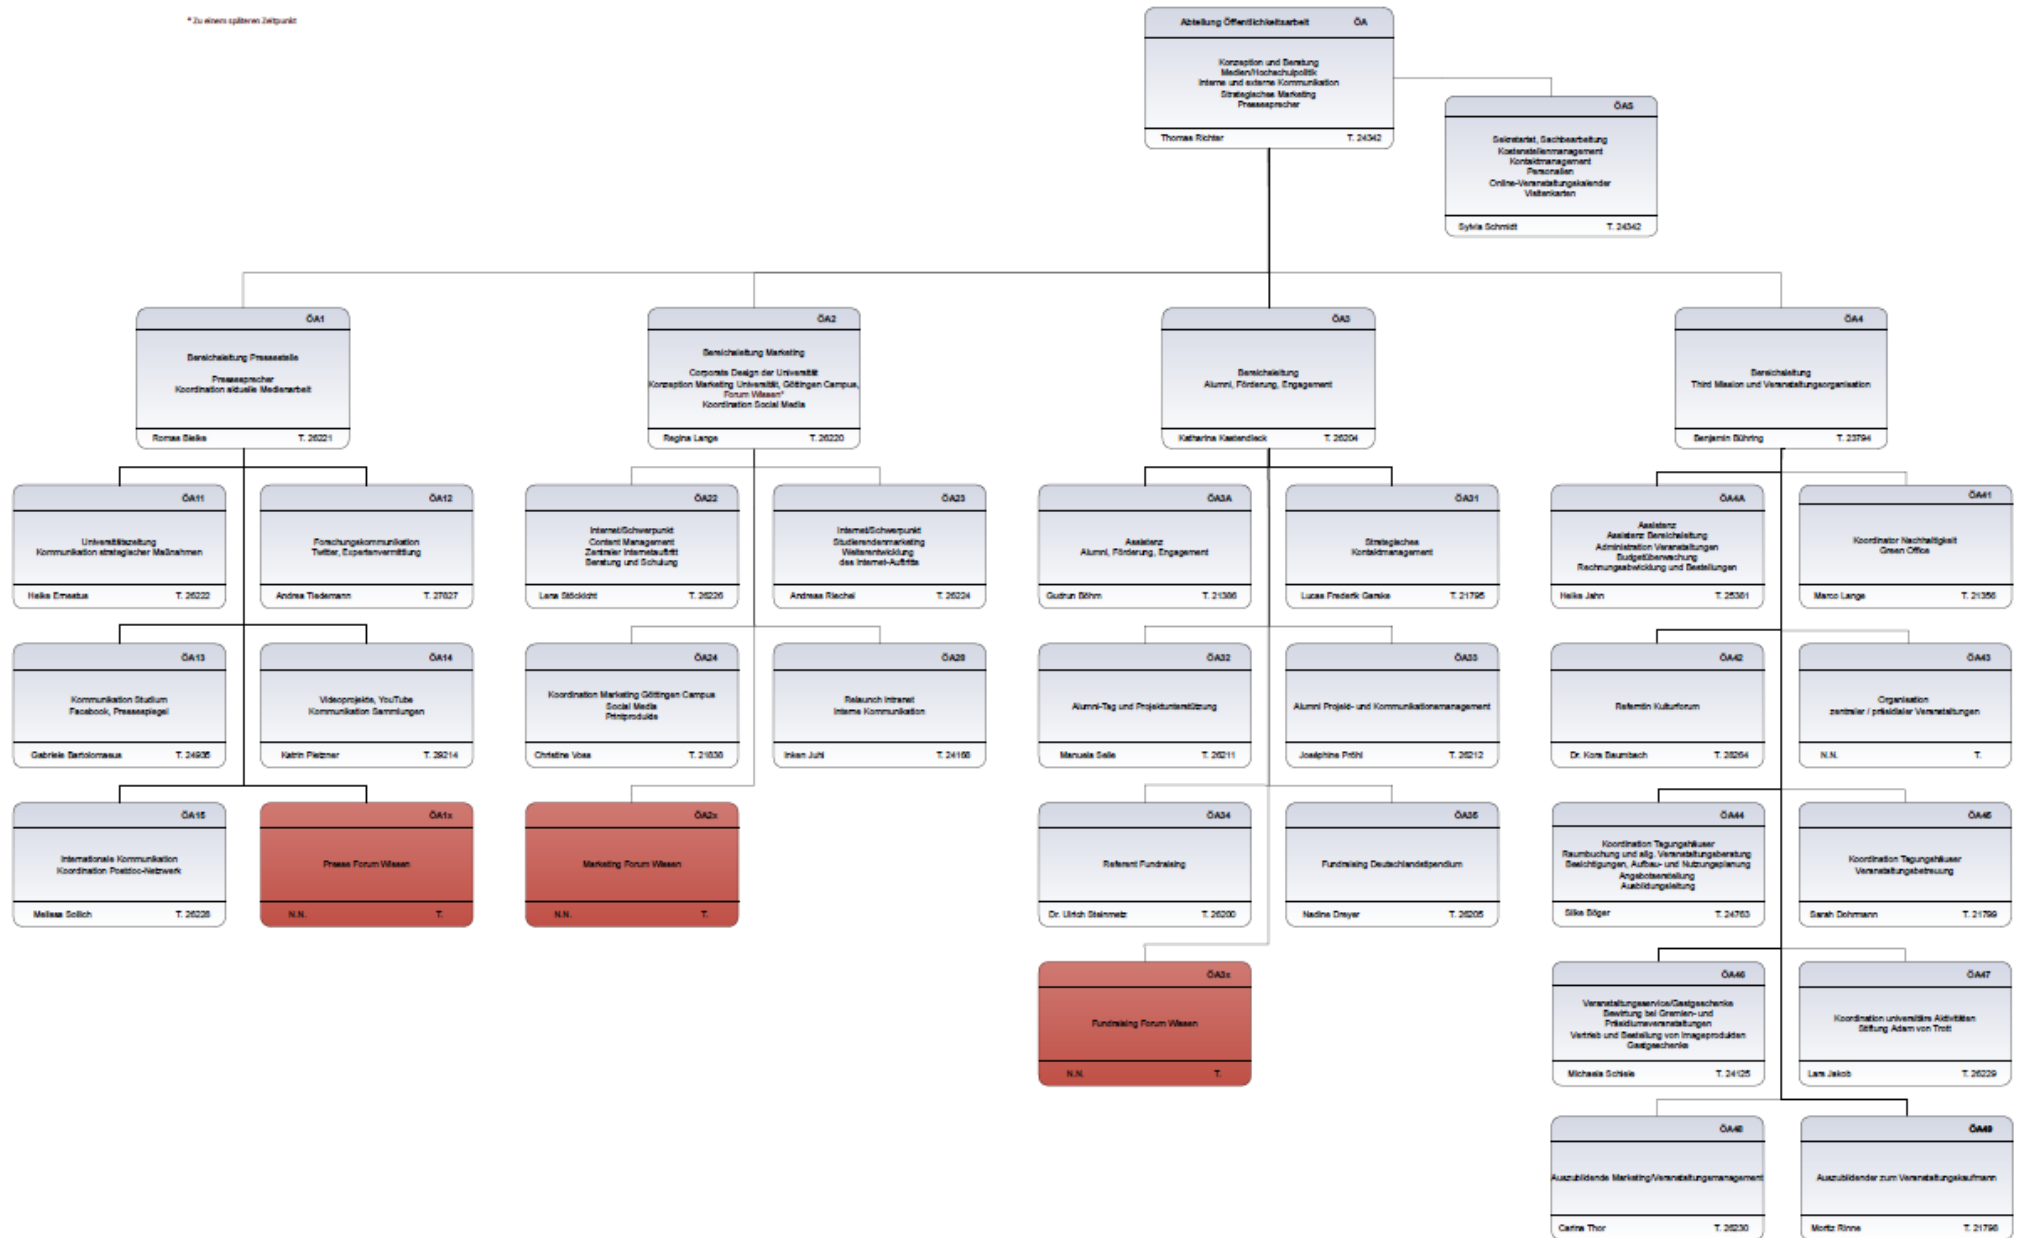 * Zu einem späteren Zeitpunkt
Abteilung Öffentlichkeitsarbeit ÖA
Konzeption und Beratung
Medien/Hochschulpolitik
Interne und externe Kommunikation
Strategisches Marketing
Pressesprecher
Thomas Richter T. 24342
ÖAS
Sekretariat, Sachbearbeitung
Kostenstellenmanagement
Kontaktmanagement
Personalien
Online-Veranstaltungskalender
Visitenkarten
Sylvia Schmidt T. 24342
ÖA1
Bereichsleitung Pressestelle
Pressesprecher
Koordination aktuelle Medienarbeit
Romas Bielke T. 26221
ÖA2
Bereichsleitung Marketing
Corporate Design der Universität
Konzeption Marketing Universität, Göttingen Campus,
Forum Wissen*
Koordination Social Media
Regina Lange T. 26220
ÖA3
Bereichsleitung
Alumni, Förderung, Engagement
Katharina Kastendieck T. 26204
ÖA4
Bereichsleitung
Third Mission und Veranstaltungsorganisation
Benjamin Bühring T. 23794
ÖA11
Universitätszeitung
Kommunikation strategischer Maßnahmen
Heike Ernestus T. 26222
ÖA12
Forschungskommunikation
Twitter, Expertenvermittlung
Andrea Tiedemann T. 27827
ÖA22
Internet/Schwerpunkt
Content Management
Zentraler Internetauftritt
Beratung und Schulung
Lena Stöcklicht T. 26226
ÖA23
Internet/Schwerpunkt
Studierendenmarketing
Weiterentwicklung
des Internet-Auftritts
Andreas Riechel T. 26224
ÖA3A
Assistenz
Alumni, Förderung, Engagement
Gudrun Böhm T. 21386
ÖA31
Strategisches
Kontaktmanagement
Lucas Frederik Garske T. 21795
ÖA4A
Assistenz
Assistenz Bereichsleitung
Administration Veranstaltungen
Budgetüberwachung
Rechnungsabwicklung und Bestellungen
Heike Jahn T. 25381
ÖA41
Koordinator Nachhaltigkeit
Green Office
Marco Lange T. 21356
ÖA13
Kommunikation Studium
Facebook, Pressespiegel
Gabriele Bartolomaeus T. 24935
ÖA14
Videoprojekte, YouTube
Kommunikation Sammlungen
Katrin Pietzner T. 29214
ÖA24
Koordination Marketing Göttingen Campus
Social Media
Printprodukte
Christine Voss T. 21838
ÖA26
Relaunch Intranet
Interne Kommunikation
Inken Juhl T. 24168
ÖA32
Alumni-Tag und Projektunterstützung
Manuela Selle T. 26211
ÖA33
Alumni Projekt- und Kommunikationsmanagement
Joséphine Pröhl T. 26212
ÖA42
Referntin Kulturforum
Dr. Kora Baumbach T. 26264
ÖA43
Organisation
zentraler / präsidialer Veranstaltungen
N.N. T.
ÖA15
Internationale Kommunikation
Koordination Postdoc-Netzwerk
Melissa Sollich T. 26228
ÖA1x
Presse Forum Wissen
N.N. T.
ÖA2x
Marketing Forum Wissen
N.N. T.
ÖA34
Referent Fundraising
Dr. Ulrich Steinmetz T. 26200
ÖA35
Fundraising Deutschlandstipendium
Nadine Dreyer T. 26205
ÖA44
Koordination Tagungshäuser
Raumbuchung und allg. Veranstaltungsberatung
Besichtigungen, Aufbau- und Nutzungsplanung
Angebotserstellung
Ausbildungsleitung
Silke Böger T. 24763
ÖA45
Koordination Tagungshäuser
Veranstaltungsbetreuung
Sarah Dohrmann T. 21799
ÖA3x
Fundraising Forum Wissen
N.N. T.
ÖA46
Veranstaltungsservice/Gastgeschenke
Bewirtung bei Gremien- und
Präsidiumsveranstaltungen
Vertrieb und Bestellung von Imageprodukten
Gastgeschenke
Michaela Schiele T. 24125
ÖA47
Koordination universitäre Aktivitäten
Stiftung Adam von Trott
Lara Jakob T. 26229
ÖA48
Auszubildende Marketing/Veranstaltungsmanagement
Carina Thor T. 26230
ÖA49
Auszubildender zum Veranstaltungskaufmann
Moritz Rinne T. 21798